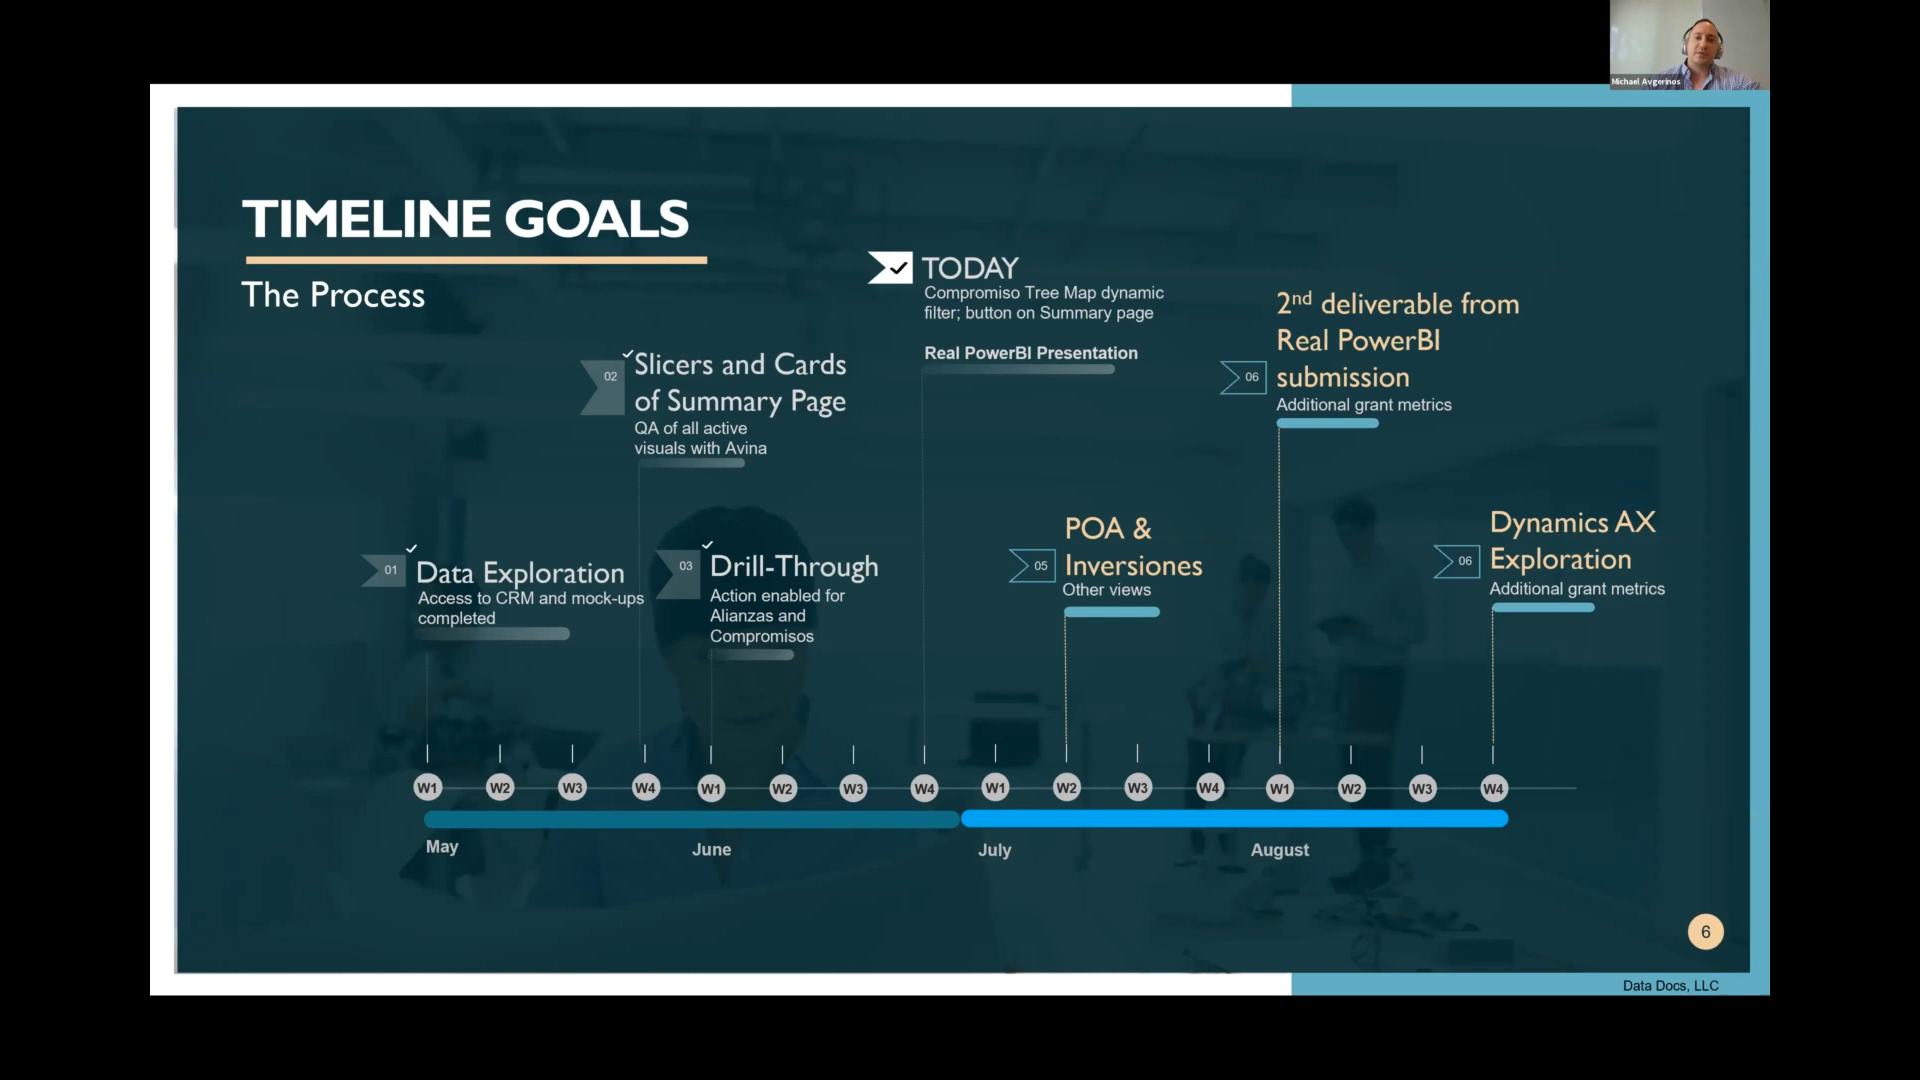 Michael Avgerinos
TIMELINE GOALS
The Process
TODAY
Compromiso Tree Map dynamic
filter; button on Summary page
Real PowerBI Presentation
2nd deliverable from
Real PowerBI
submission
06
Additional grant metrics
02
Slicers and Cards
of Summary Page
QA of all active
visuals with Avina
01
Data Exploration
Access to CRM and mock-ups
completed
03
Drill-Through
Action enabled for
Alianzas and
Compromisos
05
POA &
Inversiones
Other views
06
Dynamics AX
Exploration
Additional grant metrics
W1 W2 W3 W4 W1 W2 W3 W4 W1 W2 W3 W4 W1 W2 W3 W4
May June July August
6
Data Docs, LLC